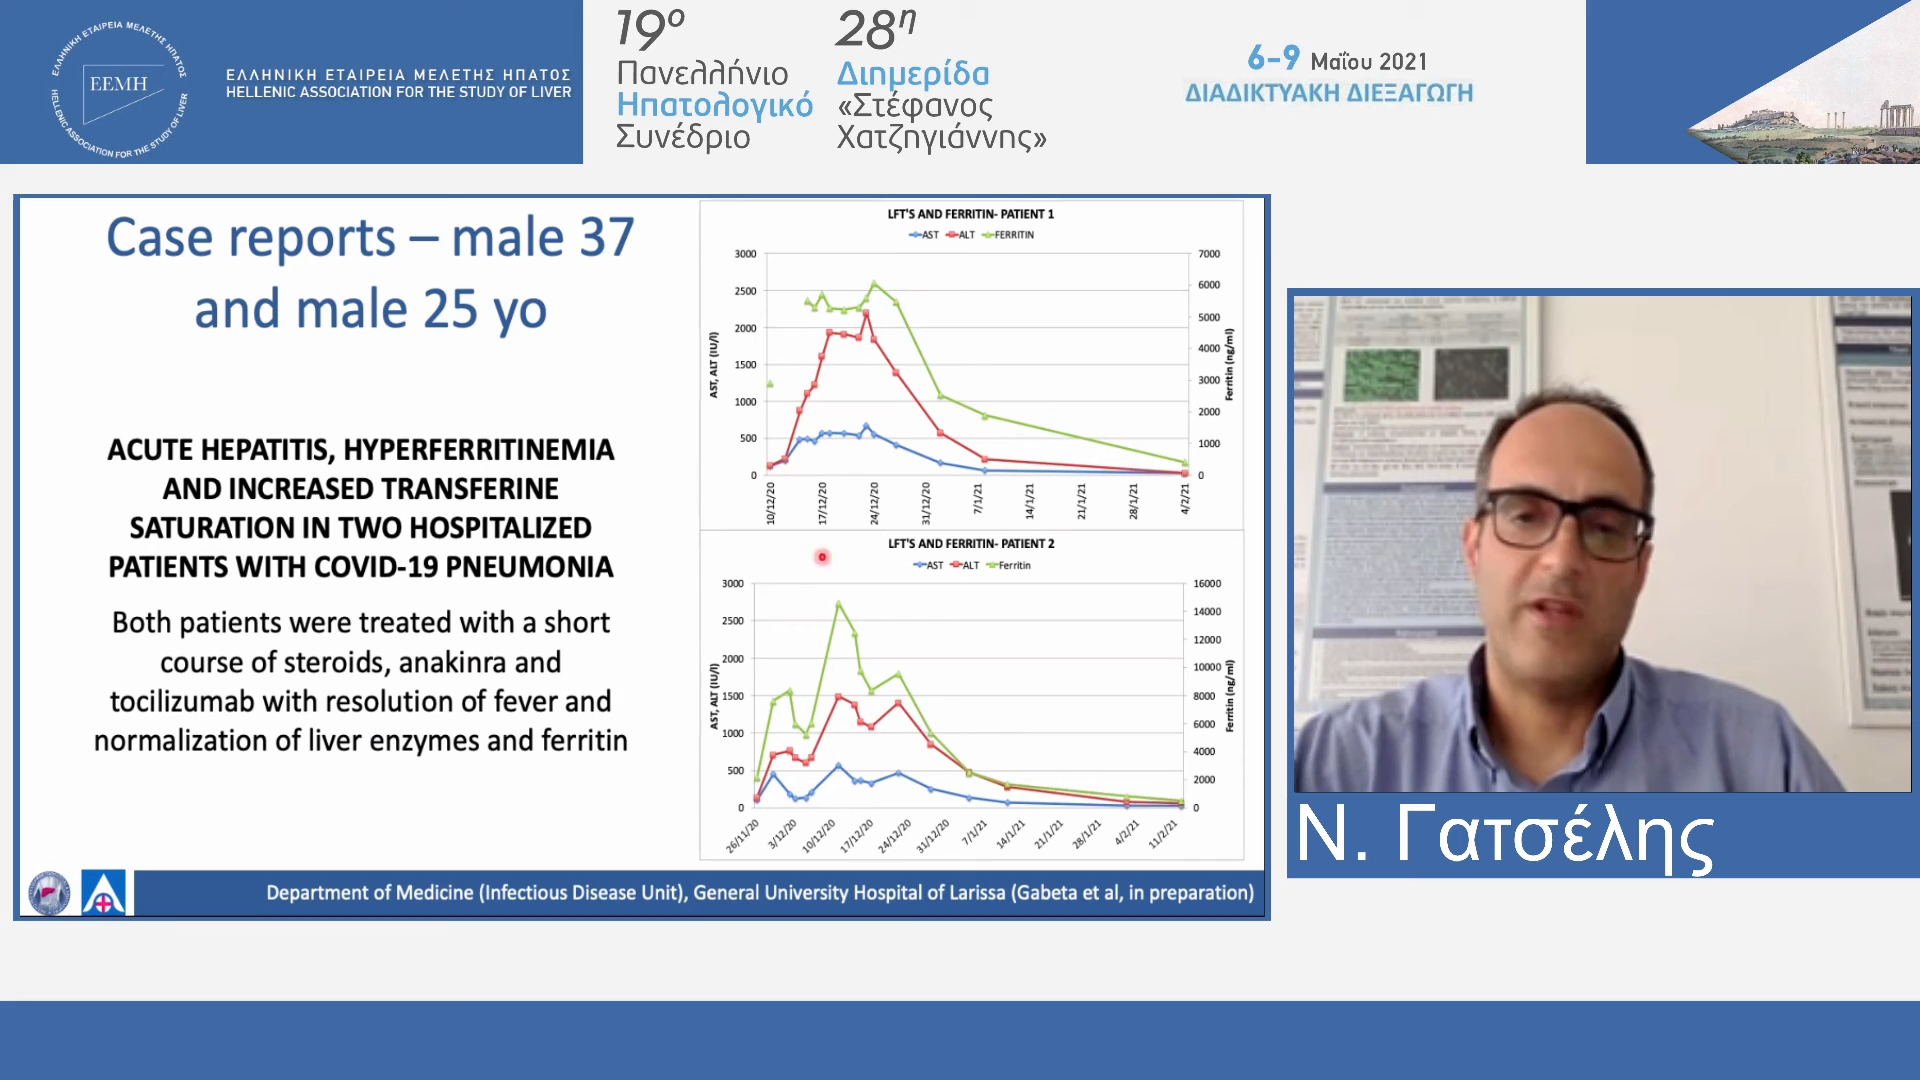 ΕΛΛΗΝΙΚΗ ΕΤΑΙΡΕΙΑ ΜΕΛΕΤΗΣ ΗΠΑΤΟΣ
ΕΕΜΗ
HELLENIC ASSOCIATION FOR THE STUDY OF LIVER
ΕΛΛΗΝΙΚΗ ΕΤΑΙΡΕΙΑ ΜΕΛΕΤΗΣ ΗΠΑΤΟΣ
HELLENIC ASSOCIATION FOR THE STUDY OF LIVER
19ο
Πανελλήνιο
Ηπατολογικό
Συνέδριο
28η
Διημερίδα
«Στέφανος
Χατζηγιάννης»
6-9 Μαΐου 2021
ΔΙΑΔΙΚΤΥΑΚΗ ΔΙΕΞΑΓΩΓΗ
Case reports – male 37
and male 25 yo
ACUTE HEPATITIS, HYPERFERRITINEMIA
AND INCREASED TRANSFERINE
SATURATION IN TWO HOSPITALIZED
PATIENTS WITH COVID-19 PNEUMONIA
Both patients were treated with a short
course of steroids, anakinra and
tocilizumab with resolution of fever and
normalization of liver enzymes and ferritin
LFT'S AND FERRITIN- PATIENT 1
AST ALT FERRITIN
3000 7000
2500 6000
2000 5000
1500 4000
1000 3000
500 2000
0 1000
0
AST, ALT (IU/l)
Ferritin (ng/ml)
10/12/20 17/12/20 24/12/20 31/12/20 7/1/21 14/1/21 21/1/21 28/1/21 4/2/21
LFT'S AND FERRITIN- PATIENT 2
AST ALT Ferritin
3000 16000
2500 14000
2000 12000
1500 10000
1000 8000
500 6000
0 4000
2000
0
AST, ALT (IU/l)
Ferritin (ng/ml)
26/11/20 3/12/20 10/12/20 17/12/20 24/12/20 31/12/20 7/1/21 14/1/21 21/1/21 28/1/21 4/2/21 11/2/21
Department of Medicine (Infectious Disease Unit), General University Hospital of Larissa (Gabeta et al, in preparation)
Ν. Γατσέλης